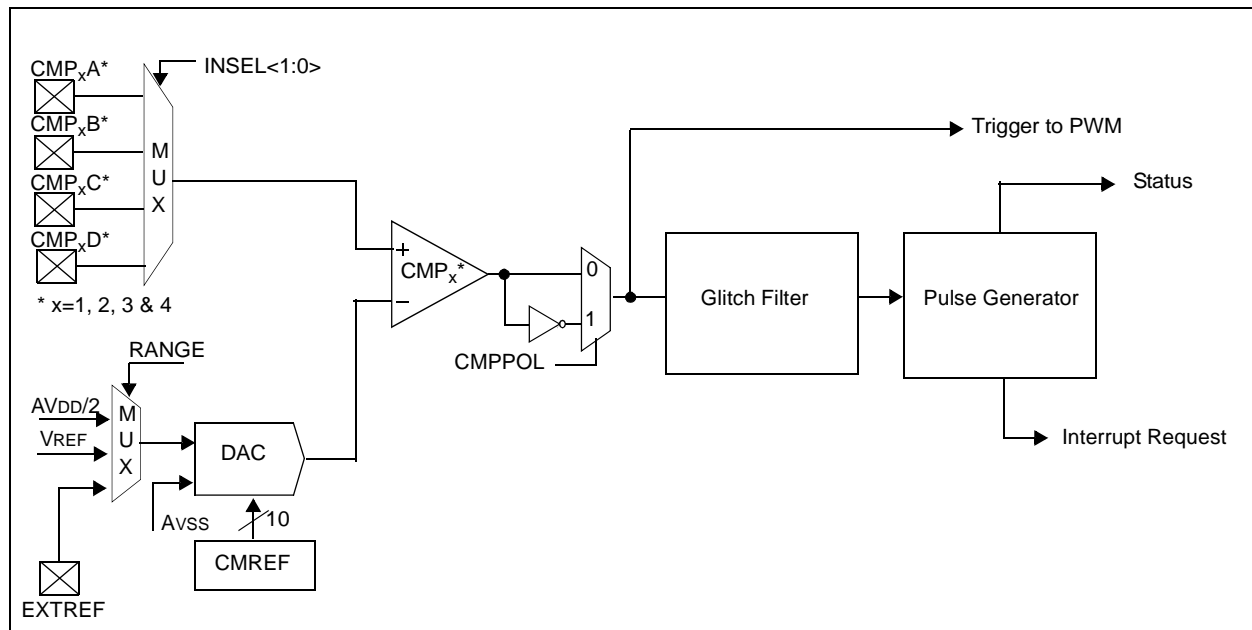 CMPxA*
INSEL<1:0>
CMPxB*
CMPxC*
CMPxD*
* x=1, 2, 3 & 4
M
U
X
Trigger to PWM
Status
+
CMPx*
−
0
1
CMPPOL
Glitch Filter
Pulse Generator
Interrupt Request
RANGE
AVDD/2
VREF
M
U
X
DAC
AVSS
10
CMREF
EXTREF